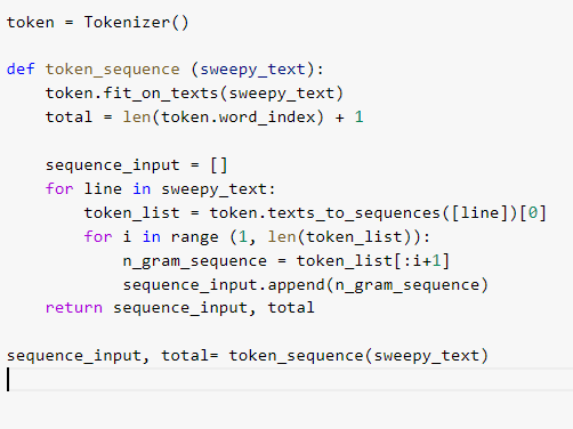 token = Tokenizer()
def token_sequence (sweepy_text):
    token.fit_on_texts(sweepy_text)
    total = len(token.word_index) + 1
    sequence_input = []
    for line in sweepy_text:
        token_list = token.texts_to_sequences([line])[0]
        for i in range (1, len(token_list)):
            n_gram_sequence = token_list[:i+1]
            sequence_input.append(n_gram_sequence)
    return sequence_input, total
sequence_input, total= token_sequence(sweepy_text)